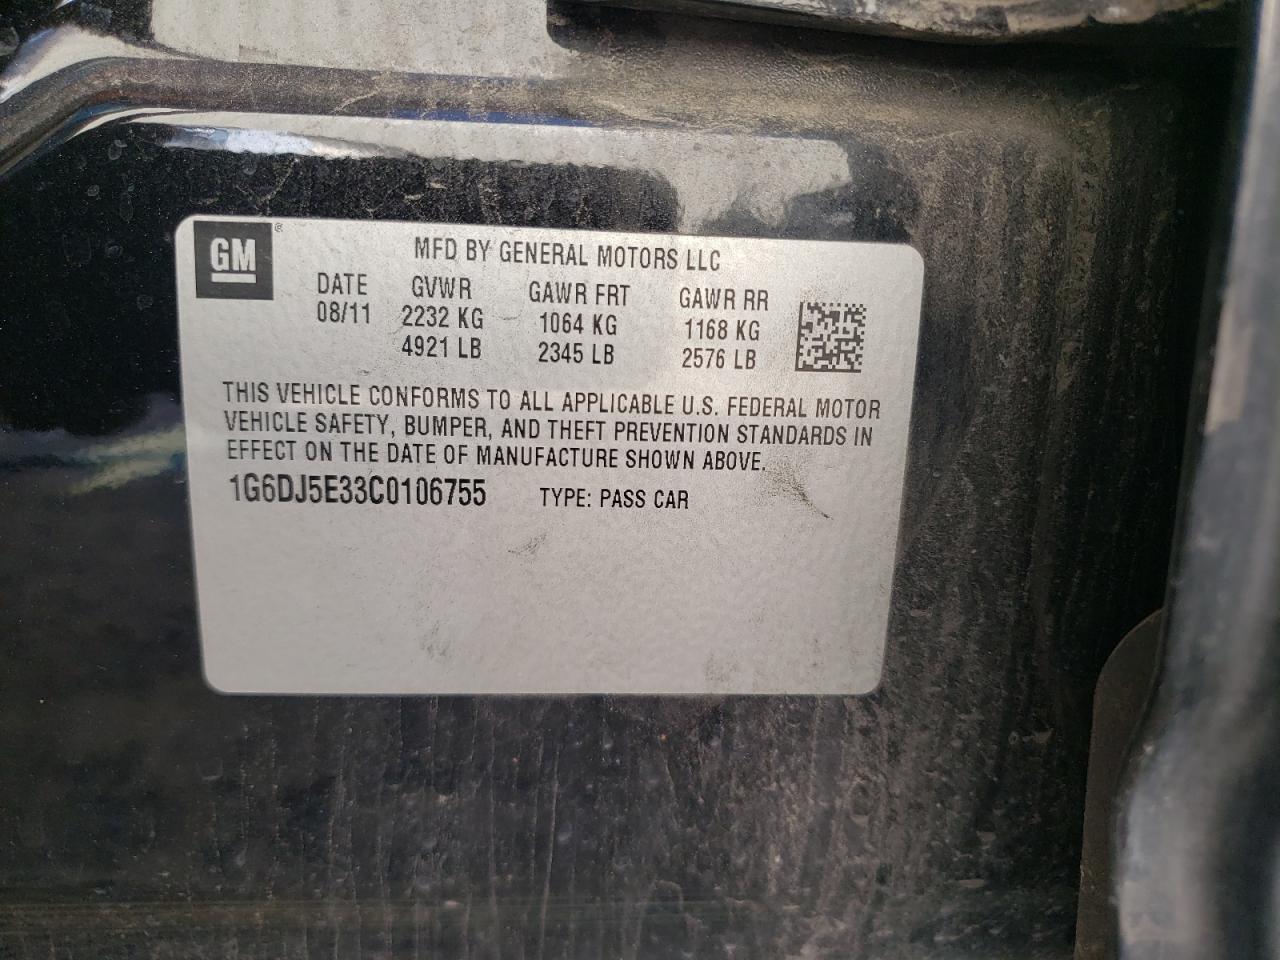 GM®
MFD BY GENERAL MOTORS LLC
DATE GVWR GAWR FRT GAWR RR
08/11 2232 KG 1064 KG 1168 KG
4921 LB 2345 LB 2576 LB
THIS VEHICLE CONFORMS TO ALL APPLICABLE U.S. FEDERAL MOTOR
VEHICLE SAFETY, BUMPER, AND THEFT PREVENTION STANDARDS IN
EFFECT ON THE DATE OF MANUFACTURE SHOWN ABOVE.
1G6DJ5E33C0106755 TYPE: PASS CAR